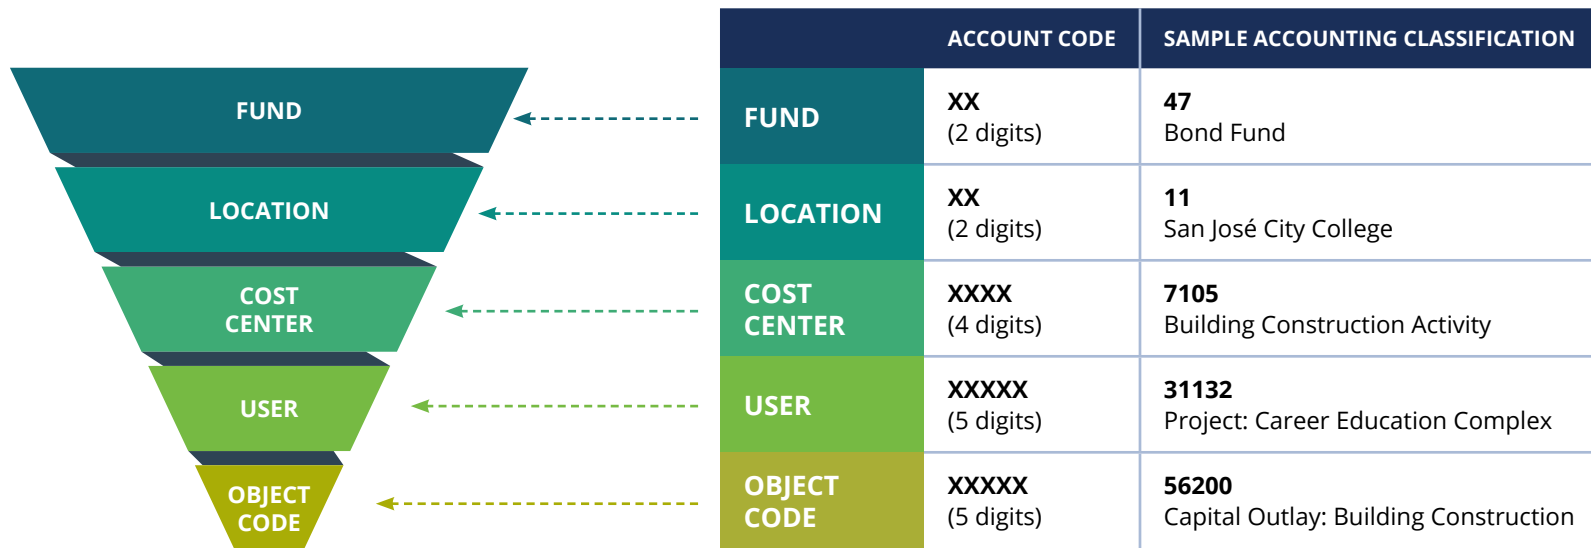 FUND
LOCATION
COST
CENTER
USER
OBJECT
CODE
ACCOUNT CODE
SAMPLE ACCOUNTING CLASSIFICATION
FUND
XX
(2 digits)
47
Bond Fund
LOCATION
XX
(2 digits)
11
San José City College
COST
CENTER
XXXX
(4 digits)
7105
Building Construction Activity
USER
XXXXX
(5 digits)
31132
Project: Career Education Complex
OBJECT
CODE
XXXXX
(5 digits)
56200
Capital Outlay: Building Construction